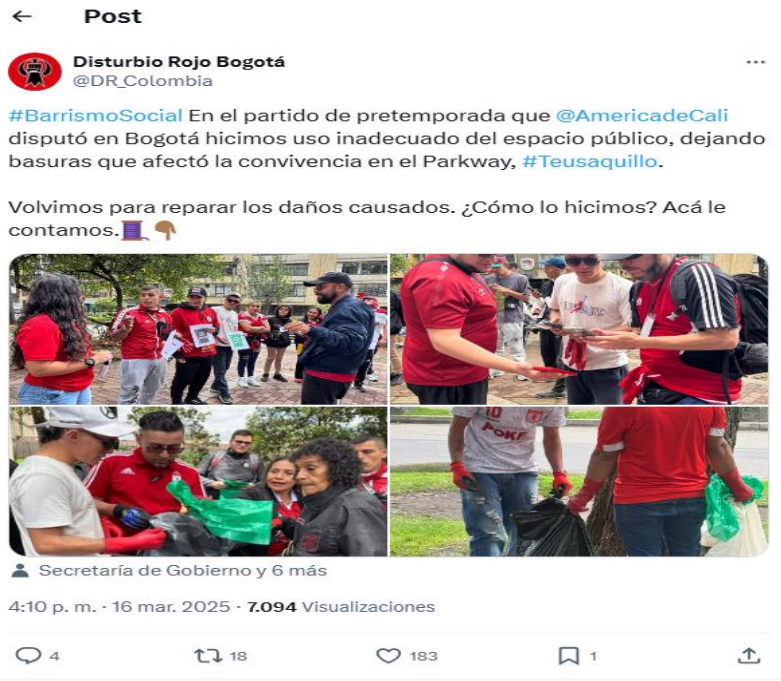 Post
Disturbio Rojo Bogotá
@DR_Colombia
#BarrismoSocial En el partido de pretemporada que @AmericadeCali
disputó en Bogotá hicimos uso inadecuado del espacio público, dejando
basuras que afectó la convivencia en el Parkway, #Teusaquillo.
Volvimos para reparar los daños causados. ¿Cómo lo hicimos? Acá le
contamos.
10
POKE
Secretaría de Gobierno y 6 más
4:10 p. m. · 16 mar. 2025 · 7.094 Visualizaciones
4
18
183
1